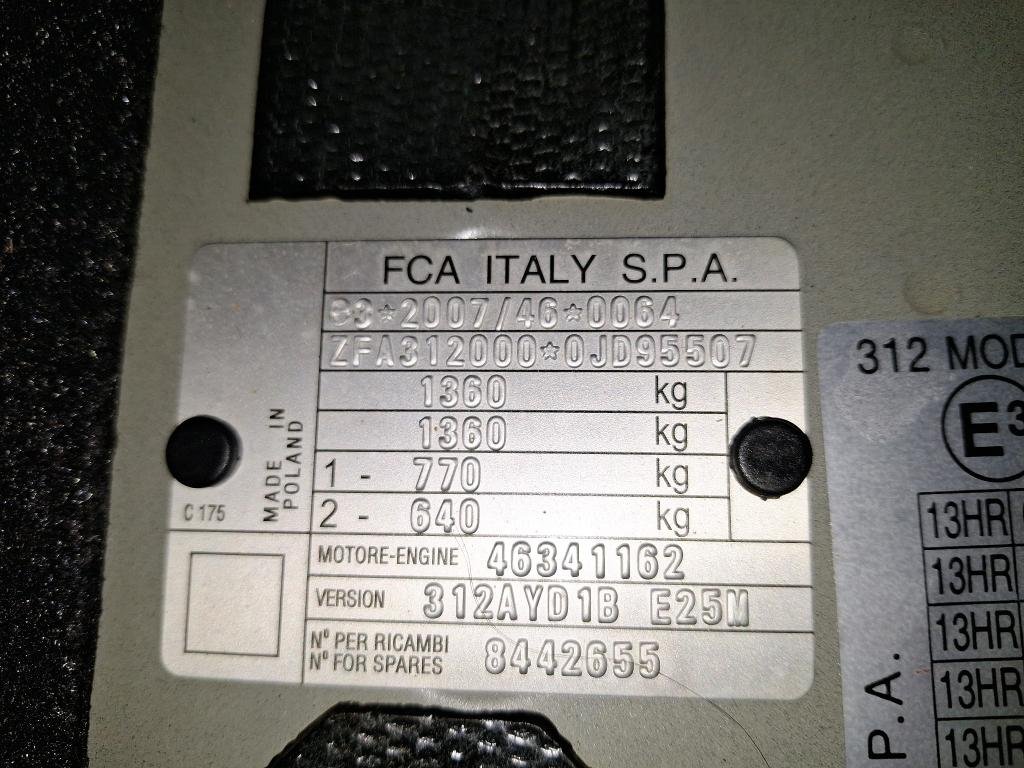 FCA ITALY S.P.A.
e3*2007/46*0064
ZFA312000*0JD95507
1360 kg
1360 kg
1 - 770 kg
2 - 640 kg
MADE IN
POLAND
C 175
MOTORE-ENGINE 46341162
VERSION 312AYD1B E25M
N° PER RICAMBI
N° FOR SPARES 8442655
312 MOD
E3
13HR
13HR
13HR
13HR
13HR
P.A.